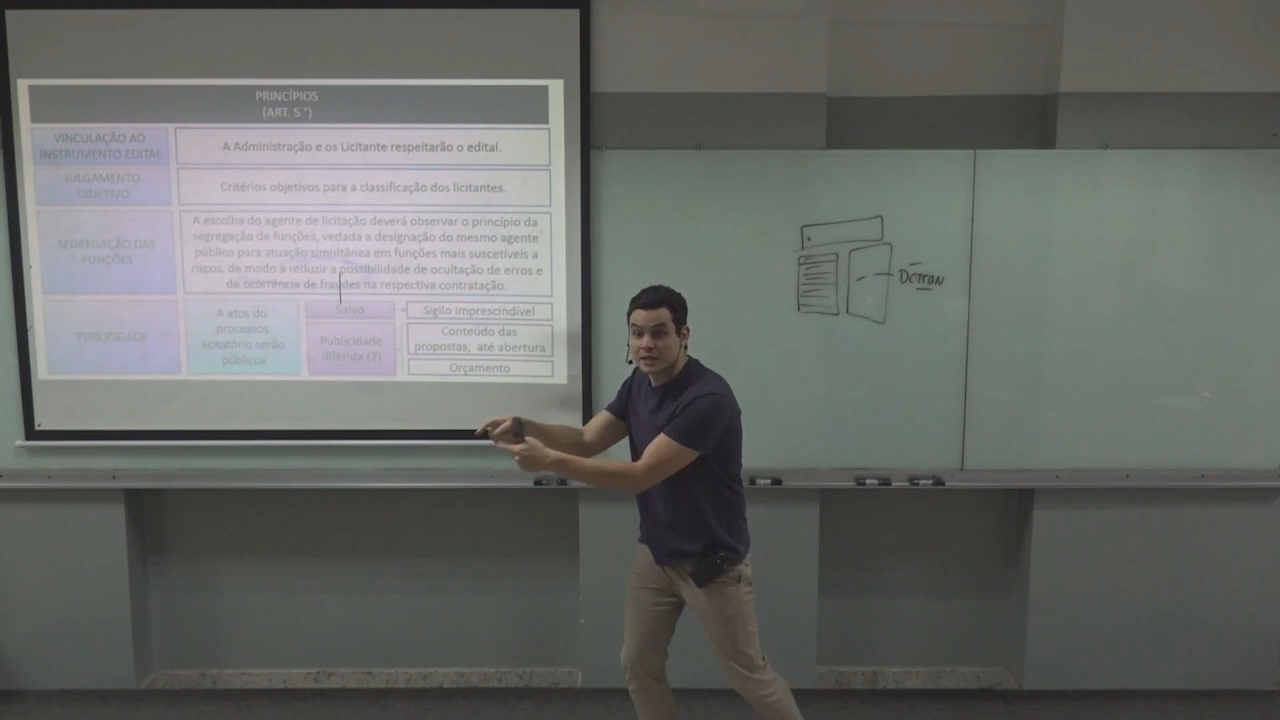 PRINCÍPIOS
(ART. 5 º)
VINCULAÇÃO AO
INSTRUMENTO EDITAL
A Administração e os Licitante respeitarão o edital.
JULGAMENTO
OBJETIVO
Critérios objetivos para a classificação dos licitantes.
SEGREGAÇÃO DAS
FUNÇÕES
A escolha do agente de licitação deverá observar o princípio da
segregação de funções, vedada a designação do mesmo agente
público para atuação simultânea em funções mais suscetíveis a
riscos, de modo a reduzir a possibilidade de ocultação de erros e
de ocorrência de fraudes na respectiva contratação.
PUBLICIDADE
A atos do
processos
licitatório serão
públicos
Salvo
Sigilo imprescindível
Publicidade
diferida (?)
Conteúdo das
propostas, até abertura
Orçamento